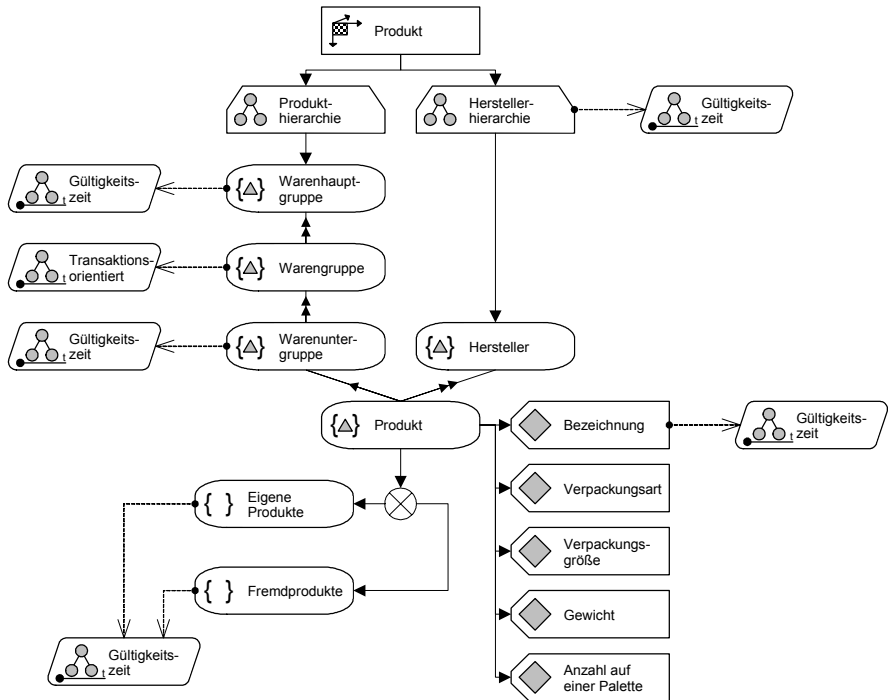 Produkt
Produkt-
hierarchie
Hersteller-
hierarchie
Gültigkeits-
zeit
t
Gültigkeits-
zeit
t
{ } Warenhaupt-
gruppe
Transaktions-
orientiert
t
{ } Warengruppe
Gültigkeits-
zeit
t
{ } Warenunter-
gruppe
{ } Hersteller
{ } Produkt
Bezeichnung
Gültigkeits-
zeit
t
Verpackungsart
{ } Eigene
Produkte
Verpackungs-
größe
{ } Fremdprodukte
Gewicht
Gültigkeits-
zeit
t
Anzahl auf
einer Palette